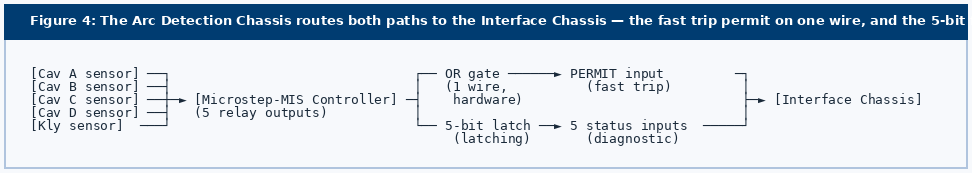 Figure 4: The Arc Detection Chassis routes both paths to the Interface Chassis — the fast trip permit on one wire, and the 5-bit
[Cav A sensor] OR gate PERMIT input
[Cav B sensor] (1 wire, (fast trip)
[Cav C sensor] [Microstep-MIS Controller] hardware) [Interface Chassis]
[Cav D sensor] (5 relay outputs)
[Kly sensor] 5-bit latch 5 status inputs
(latching) (diagnostic)